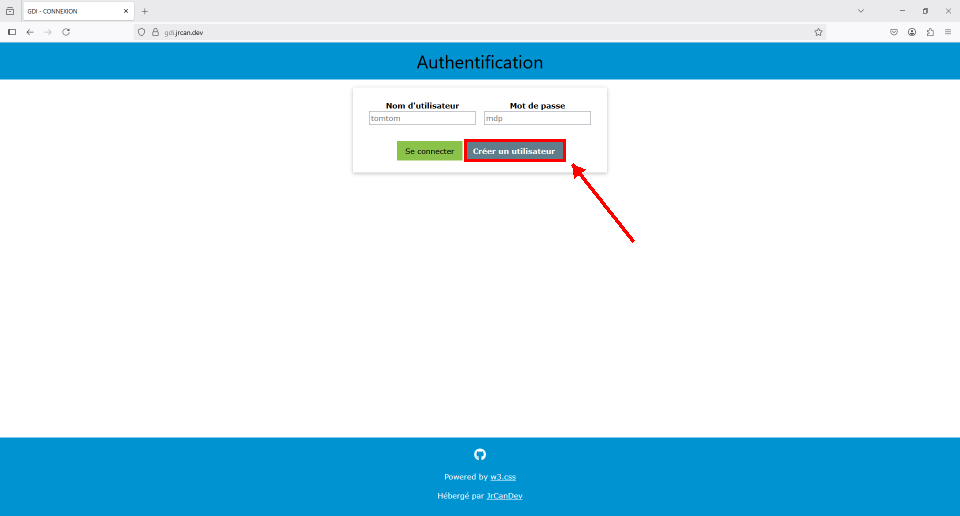 GDI - CONNEXION
gdi.jrcan.dev
Authentification
Nom d'utilisateur Mot de passe
tomtom mdp
Se connecter Créer un utilisateur
Powered by w3.css
Hébergé par JrCanDev